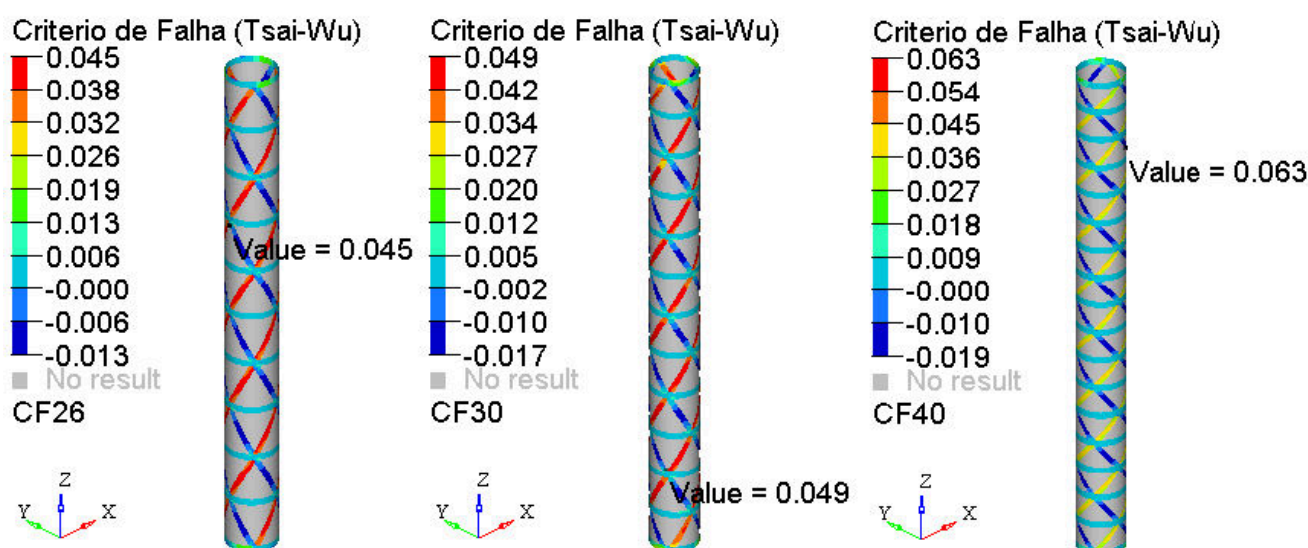 Criterio de Falha (Tsai-Wu)
0.045
0.038
0.032
0.026
0.019
0.013
0.006
-0.000
-0.006
-0.013
No result
CF26
Value = 0.045
Z
Y
X
Criterio de Falha (Tsai-Wu)
0.049
0.042
0.034
0.027
0.020
0.012
0.005
-0.002
-0.010
-0.017
No result
CF30
Value = 0.049
Z
Y
X
Criterio de Falha (Tsai-Wu)
0.063
0.054
0.045
0.036
0.027
0.018
0.009
-0.000
-0.010
-0.019
No result
CF40
Value = 0.063
Z
Y
X